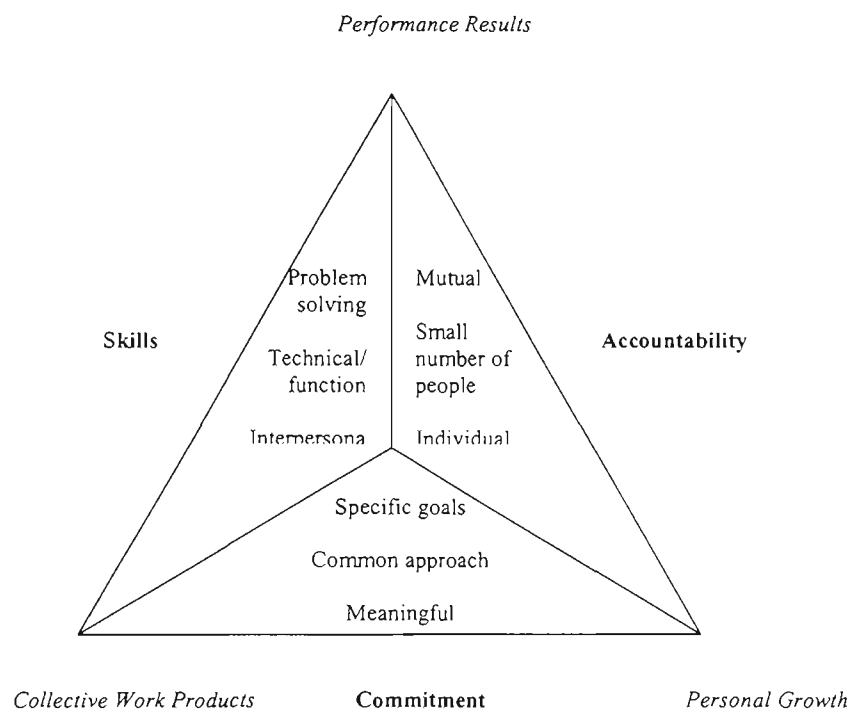 Performance Results
Problem
solving
Mutual
Skills
Small
number of
people
Accountability
Technical/
function
Internersona
Individual
Specific goals
Common approach
Meaningful
Collective Work Products
Commitment
Personal Growth